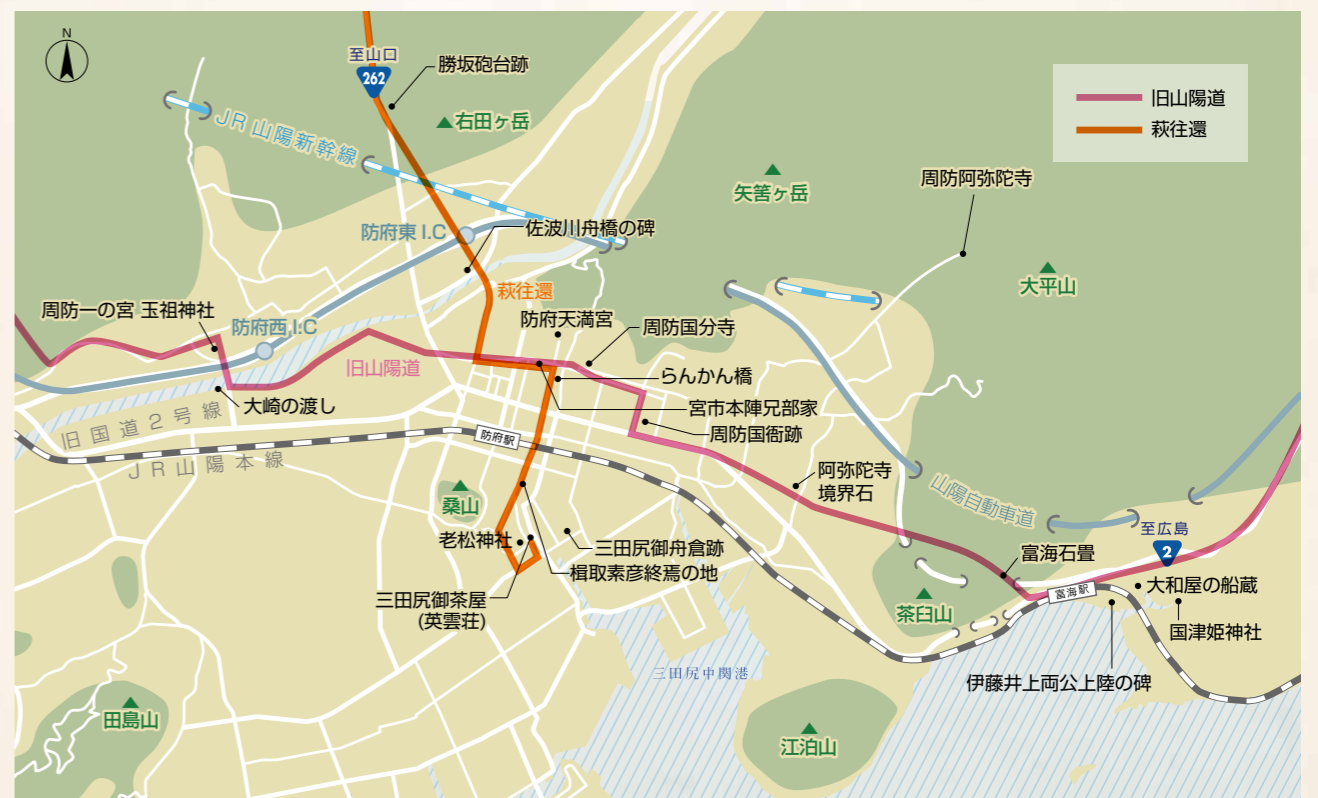 N
至山口
262
勝坂砲台跡
右田ヶ岳
JR山陽新幹線
旧山陽道
萩往還
矢筈ヶ岳
周防阿弥陀寺
大平山
防府東I.C
佐波川舟橋の碑
萩往還
周防一の宮 玉祖神社
防府西I.C
防府天満宮
周防国分寺
旧山陽道
らんかん橋
大崎の渡し
宮市本陣兄部家
周防国衙跡
旧国道2号線
JR山陽本線
防府駅
阿弥陀寺
境界石
山陽自動車道
桑山
老松神社
三田尻御舟倉跡
楫取素彦終焉の地
三田尻御茶屋
(英雲荘)
至広島
2
富海石畳
富海駅
大和屋の船蔵
茶臼山
国津姫神社
伊藤井上両公上陸の碑
三田尻中関港
田島山
江泊山